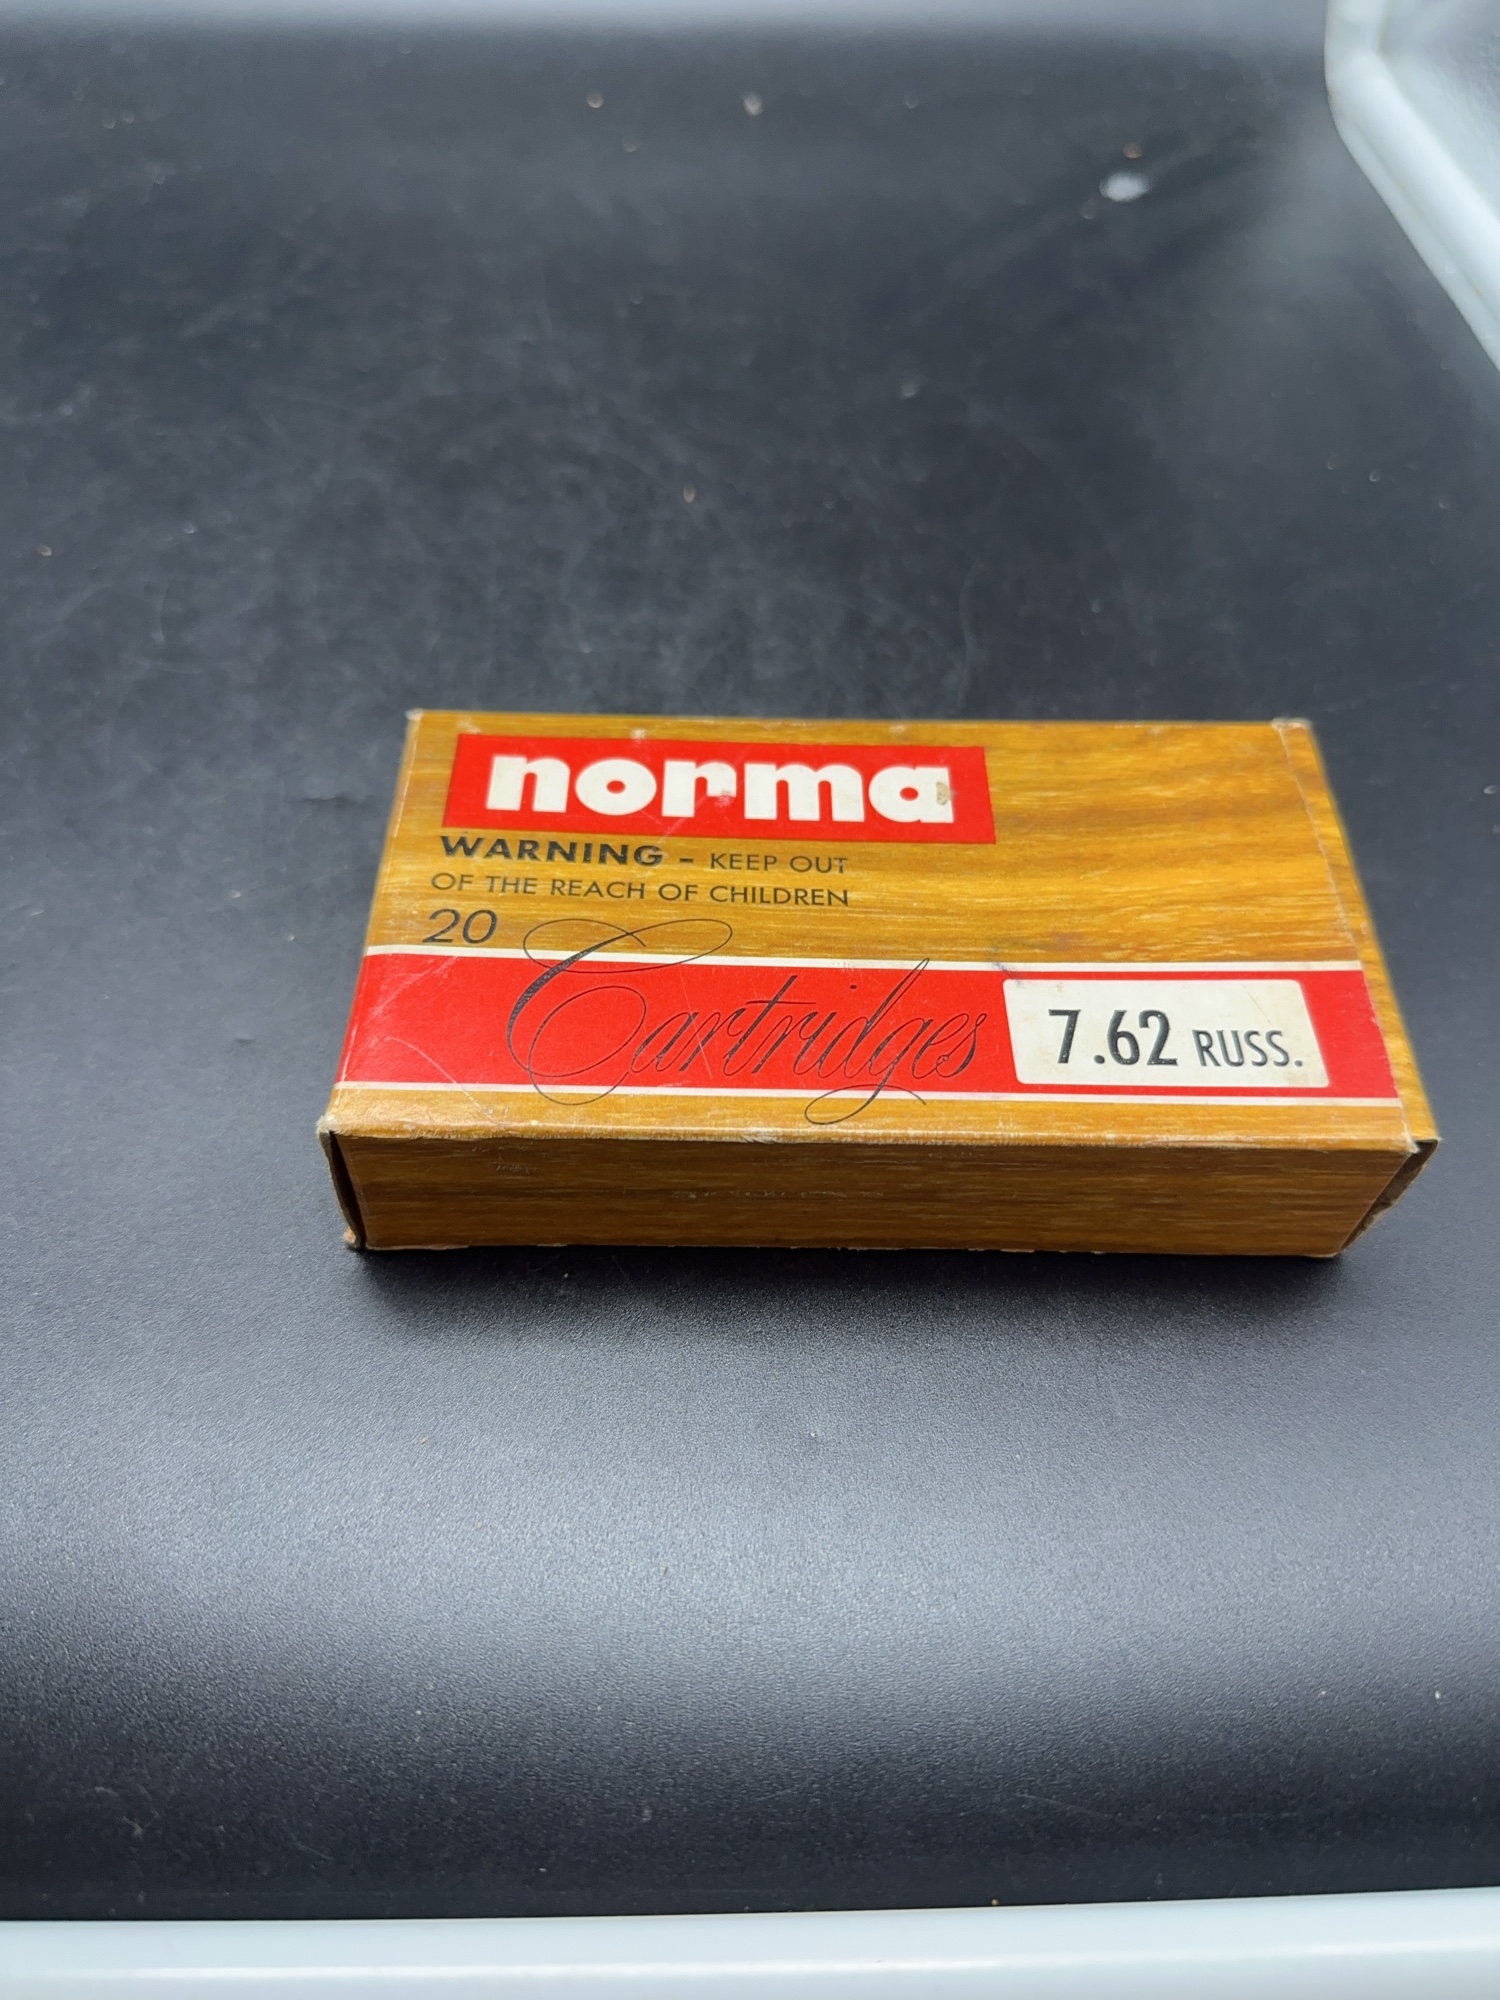 norma
WARNING - KEEP OUT
OF THE REACH OF CHILDREN
20 Cartridges
7.62 RUSS.